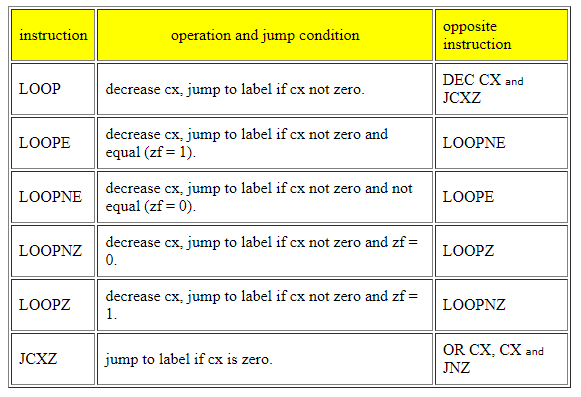 instruction operation and jump condition opposite
instruction
LOOP decrease cx, jump to label if cx not zero. DEC CX and
JCXZ
LOOPE decrease cx, jump to label if cx not zero and
equal (zf = 1). LOOPNE
LOOPNE decrease cx, jump to label if cx not zero and not
equal (zf = 0). LOOPE
LOOPNZ decrease cx, jump to label if cx not zero and zf =
0. LOOPZ
LOOPZ decrease cx, jump to label if cx not zero and zf =
1. LOOPNZ
JCXZ jump to label if cx is zero. OR CX, CX and
JNZ